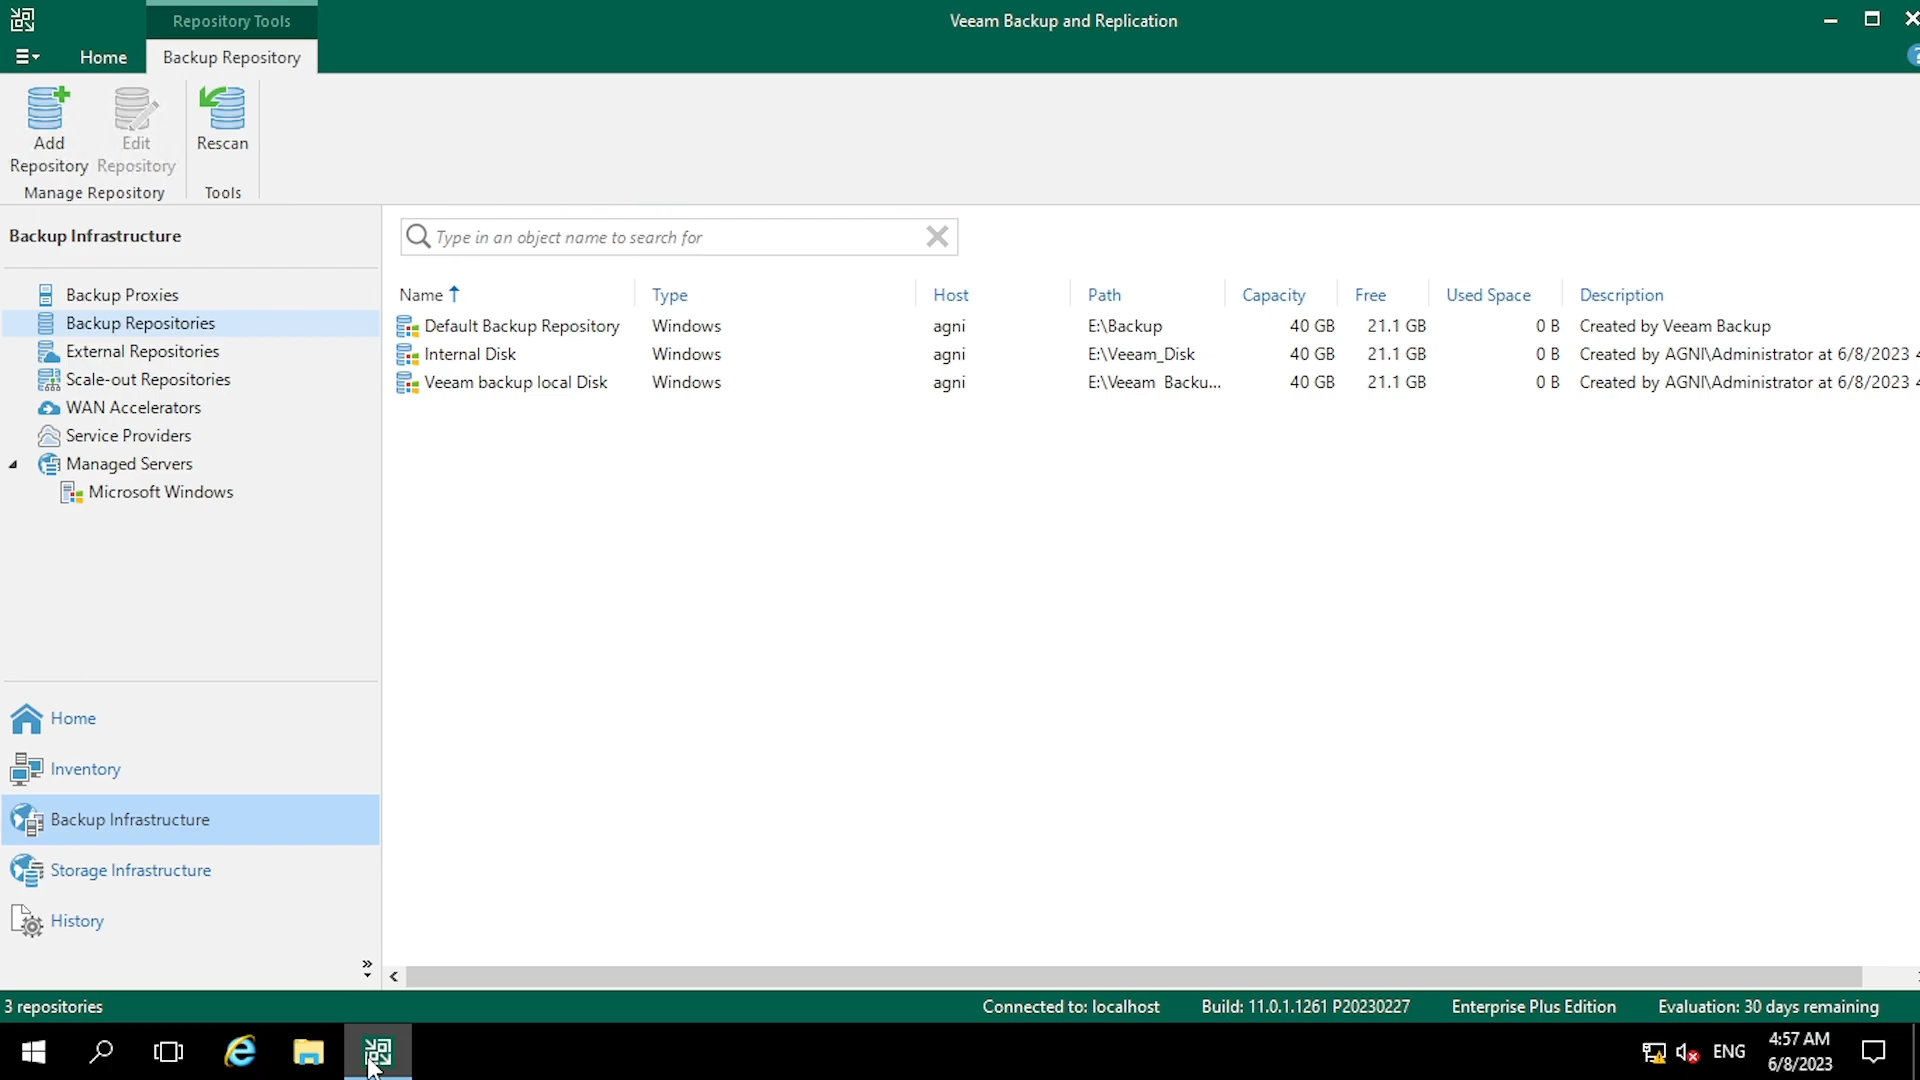 Repository Tools
Veeam Backup and Replication
Home
Backup Repository
Add Repository
Edit Repository
Rescan
Manage Repository
Tools
Backup Infrastructure
Type in an object name to search for
Backup Proxies
Backup Repositories
External Repositories
Scale-out Repositories
WAN Accelerators
Service Providers
Managed Servers
Microsoft Windows
Name Type Host Path Capacity Free Used Space Description
Default Backup Repository Windows agni E:\Backup 40 GB 21.1 GB 0 B Created by Veeam Backup
Internal Disk Windows agni E:\Veeam_Disk 40 GB 21.1 GB 0 B Created by AGNI\Administrator at 6/8/2023 4
Veeam backup local Disk Windows agni E:\Veeam Backu... 40 GB 21.1 GB 0 B Created by AGNI\Administrator at 6/8/2023 4
Home
Inventory
Backup Infrastructure
Storage Infrastructure
History
3 repositories
Connected to: localhost
Build: 11.0.1.1261 P20230227
Enterprise Plus Edition
Evaluation: 30 days remaining
ENG
4:57 AM
6/8/2023